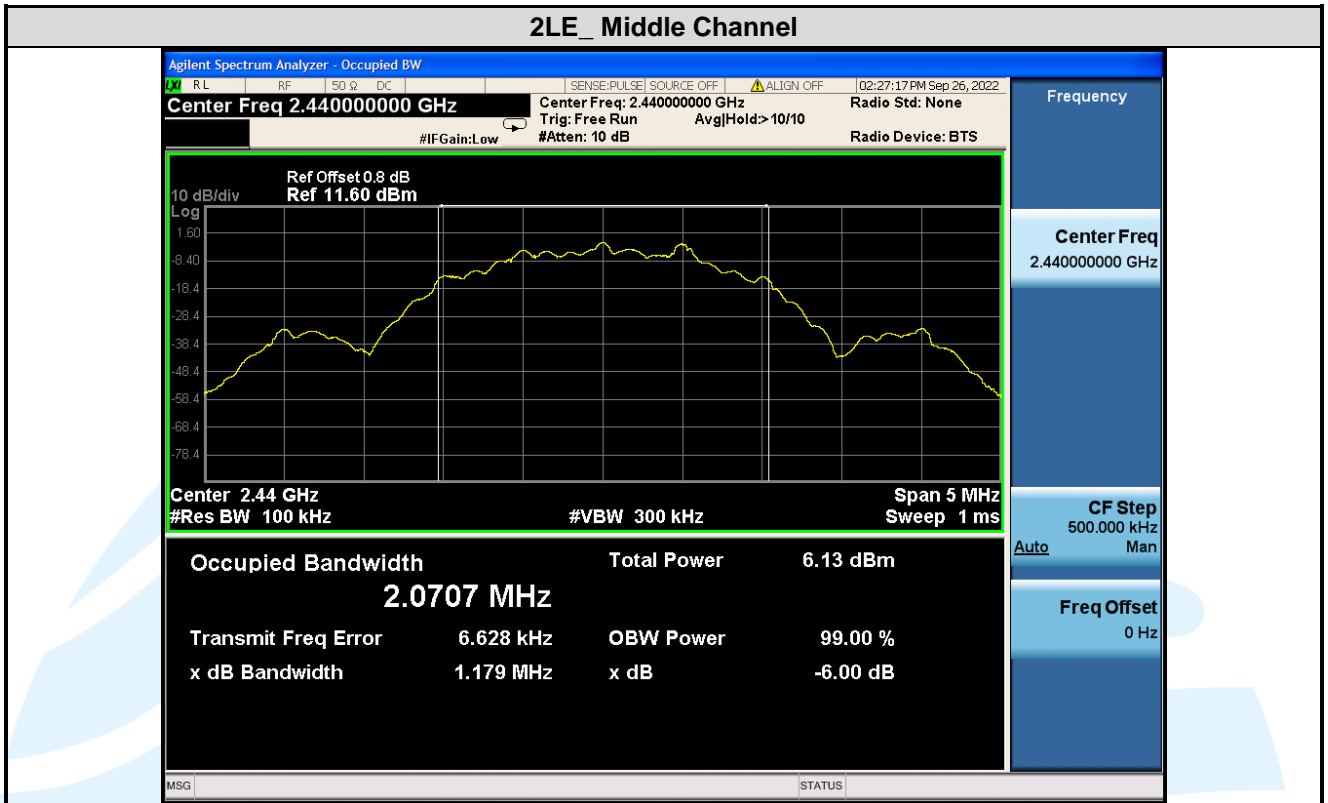 2LE_ Middle Channel
Agilent Spectrum Analyzer - Occupied BW
LXI RL RF 50 Ω DC SENSE:PULSE SOURCE OFF ALIGN OFF 02:27:17 PM Sep 26, 2022
Center Freq 2.440000000 GHz
Center Freq: 2.440000000 GHz
Radio Std: None
Trig: Free Run
Avg|Hold:> 10/10
#IFGain:Low
#Atten: 10 dB
Radio Device: BTS
Ref Offset 0.8 dB
10 dB/div Ref 11.60 dBm
Log
1.60
-8.40
-18.4
-28.4
-38.4
-48.4
-58.4
-68.4
-78.4
Center 2.44 GHz Span 5 MHz
#Res BW 100 kHz #VBW 300 kHz Sweep 1 ms
Occupied Bandwidth Total Power 6.13 dBm
2.0707 MHz
Transmit Freq Error 6.628 kHz OBW Power 99.00 %
x dB Bandwidth 1.179 MHz x dB -6.00 dB
Frequency
Center Freq
2.440000000 GHz
CF Step
500.000 kHz
Auto Man
Freq Offset
0 Hz
MSG STATUS